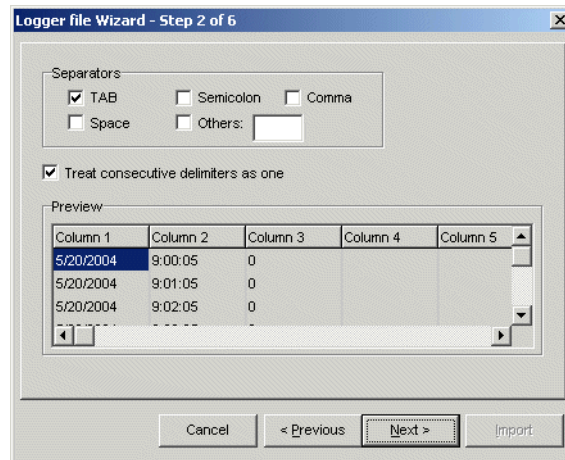 Logger file Wizard - Step 2 of 6
Separators
TAB Semicolon Comma
Space Others:
Treat consecutive delimiters as one
Preview
Column 1 Column 2 Column 3 Column 4 Column 5
5/20/2004 9:00:05 0
5/20/2004 9:01:05 0
5/20/2004 9:02:05 0
Cancel < Previous Next > Import